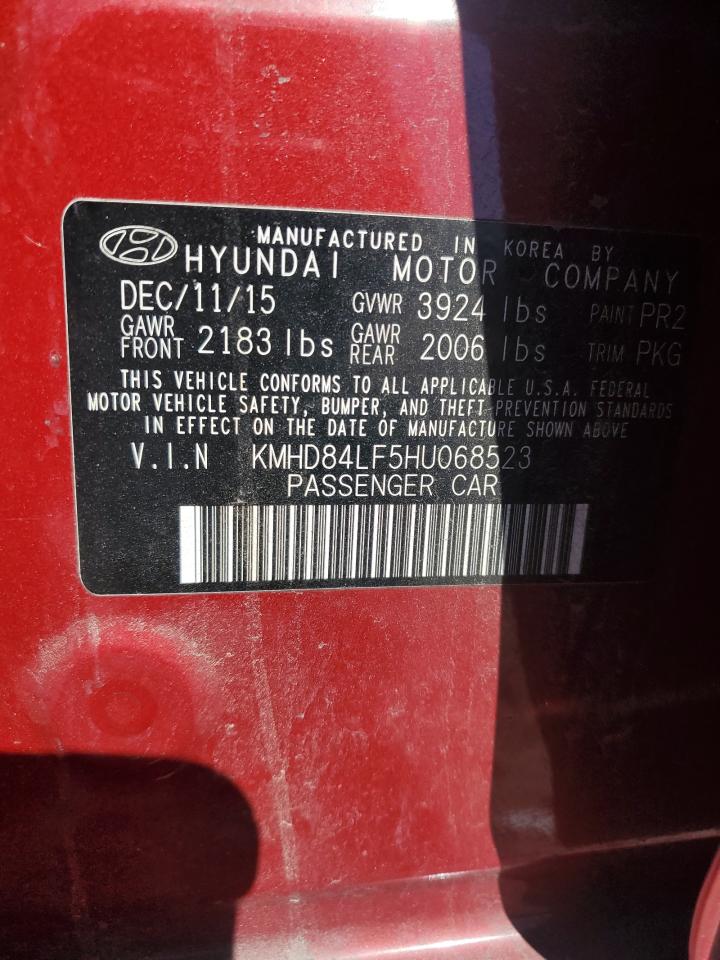 MANUFACTURED IN KOREA BY
HYUNDAI MOTOR COMPANY
DEC/11/15 GVWR 3924 lbs PAINT PR2
GAWR FRONT 2183 lbs GAWR REAR 2006 lbs TRIM PKG
THIS VEHICLE CONFORMS TO ALL APPLICABLE U.S.A. FEDERAL
MOTOR VEHICLE SAFETY, BUMPER, AND THEFT PREVENTION STANDARDS
IN EFFECT ON THE DATE OF MANUFACTURE SHOWN ABOVE
V.I.N KMHD84LF5HU068523
PASSENGER CAR